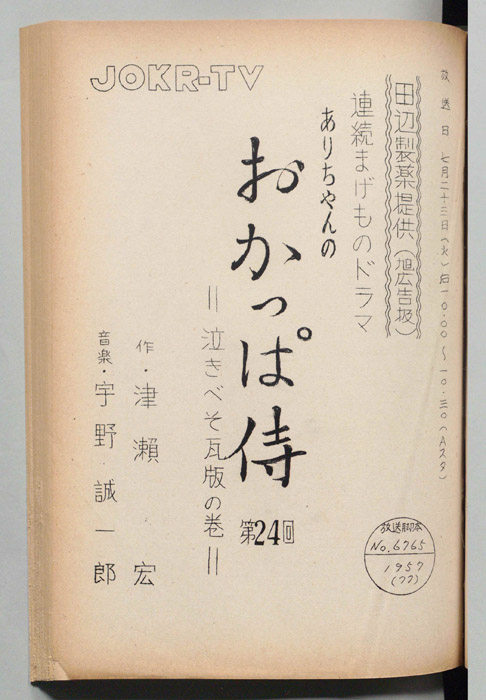 JOKR-TV
放送日 七月二十三日(火)后一〇.〇〇〜一〇.三〇(Aスタ)
田辺製薬提供(旭広告扱)
連続まげものドラマ
ありちゃんの
おかっぱ侍
第24回
＝泣きべそ瓦版の巻＝
作・津瀬 宏
音楽・宇野誠一郎
放送脚本
No.6765
1957
(77)